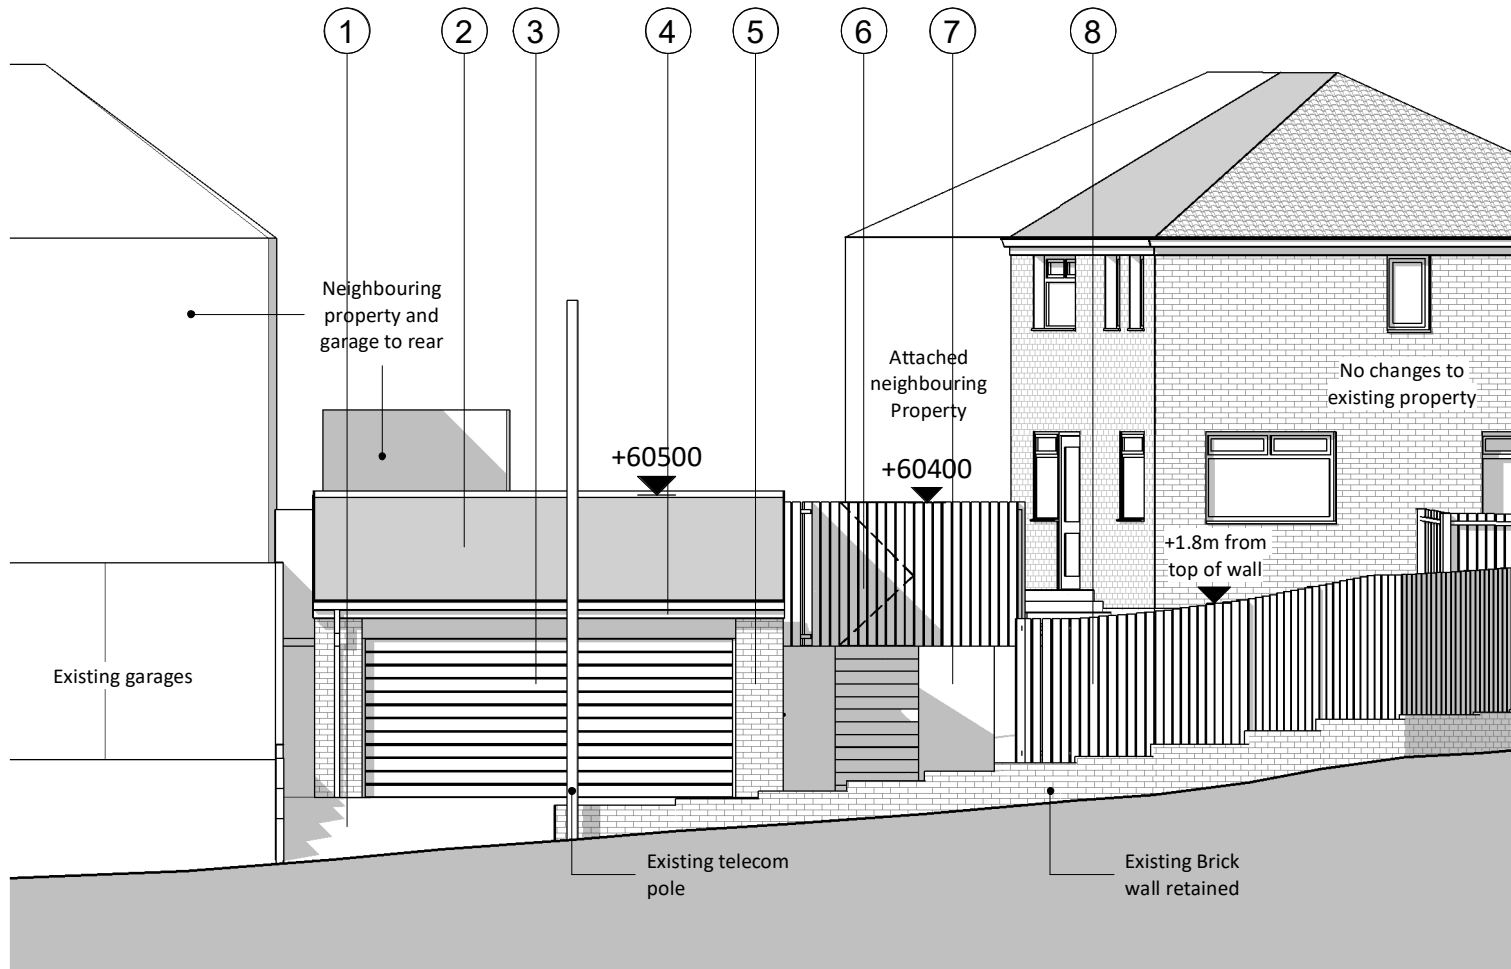 1
2
3
4
5
6
7
8
Neighbouring
property and
garage to rear
Attached
neighbouring
Property
No changes to
existing property
+60500
+60400
+1.8m from
top of wall
Existing garages
Existing telecom
pole
Existing Brick
wall retained